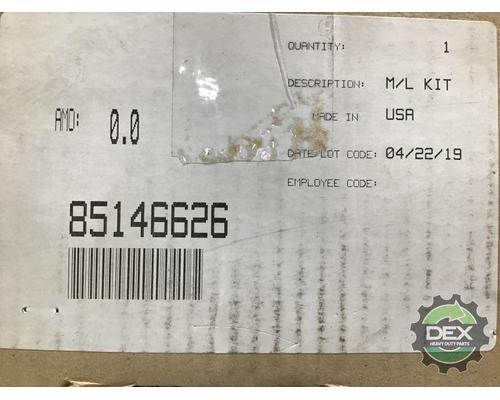 QUANTITY: 1
DESCRIPTION: M/L KIT
AMD: 0.0
MADE IN USA
DATE LOT CODE: 04/22/19
EMPLOYEE CODE:
85146626
DEX
HEAVY DUTY PARTS